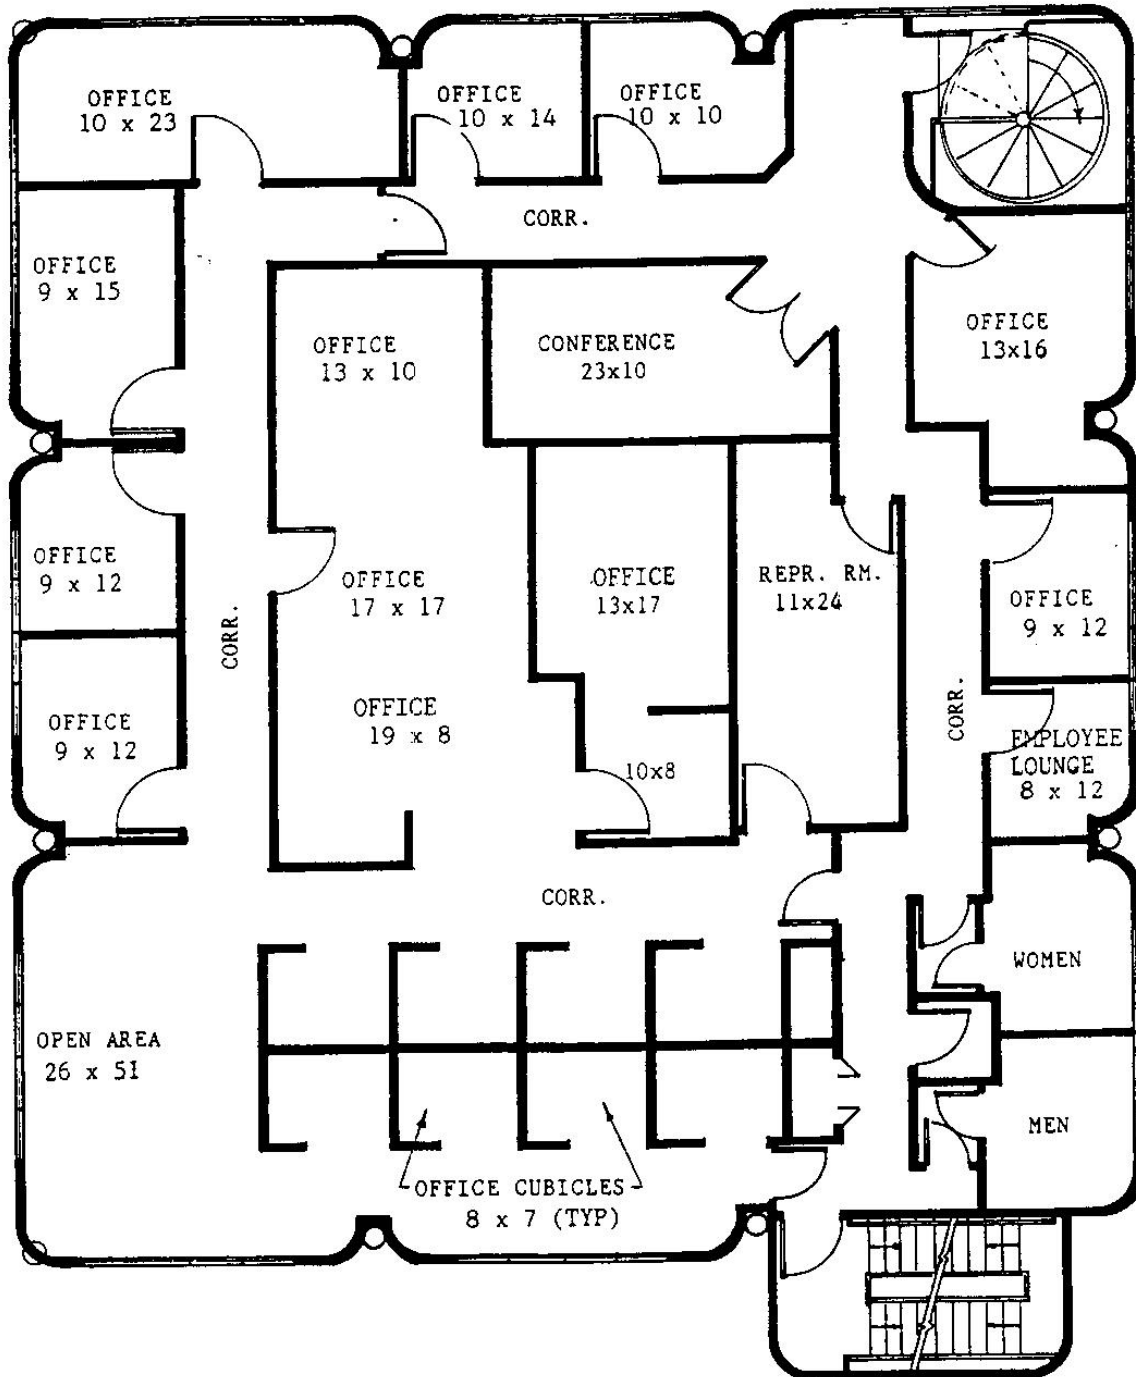 OFFICE
10 x 23
OFFICE
10 x 14
OFFICE
10 x 10
CORR.
OFFICE
9 x 15
OFFICE
13 x 10
CONFERENCE
23x10
OFFICE
13x16
OFFICE
9 x 12
CORR.
OFFICE
17 x 17
OFFICE
13x17
REPR. RM.
11x24
OFFICE
9 x 12
OFFICE
9 x 12
OFFICE
19 x 8
10x8
CORR.
EMPLOYEE
LOUNGE
8 x 12
CORR.
WOMEN
OPEN AREA
26 x 51
MEN
OFFICE CUBICLES
8 x 7 (TYP)